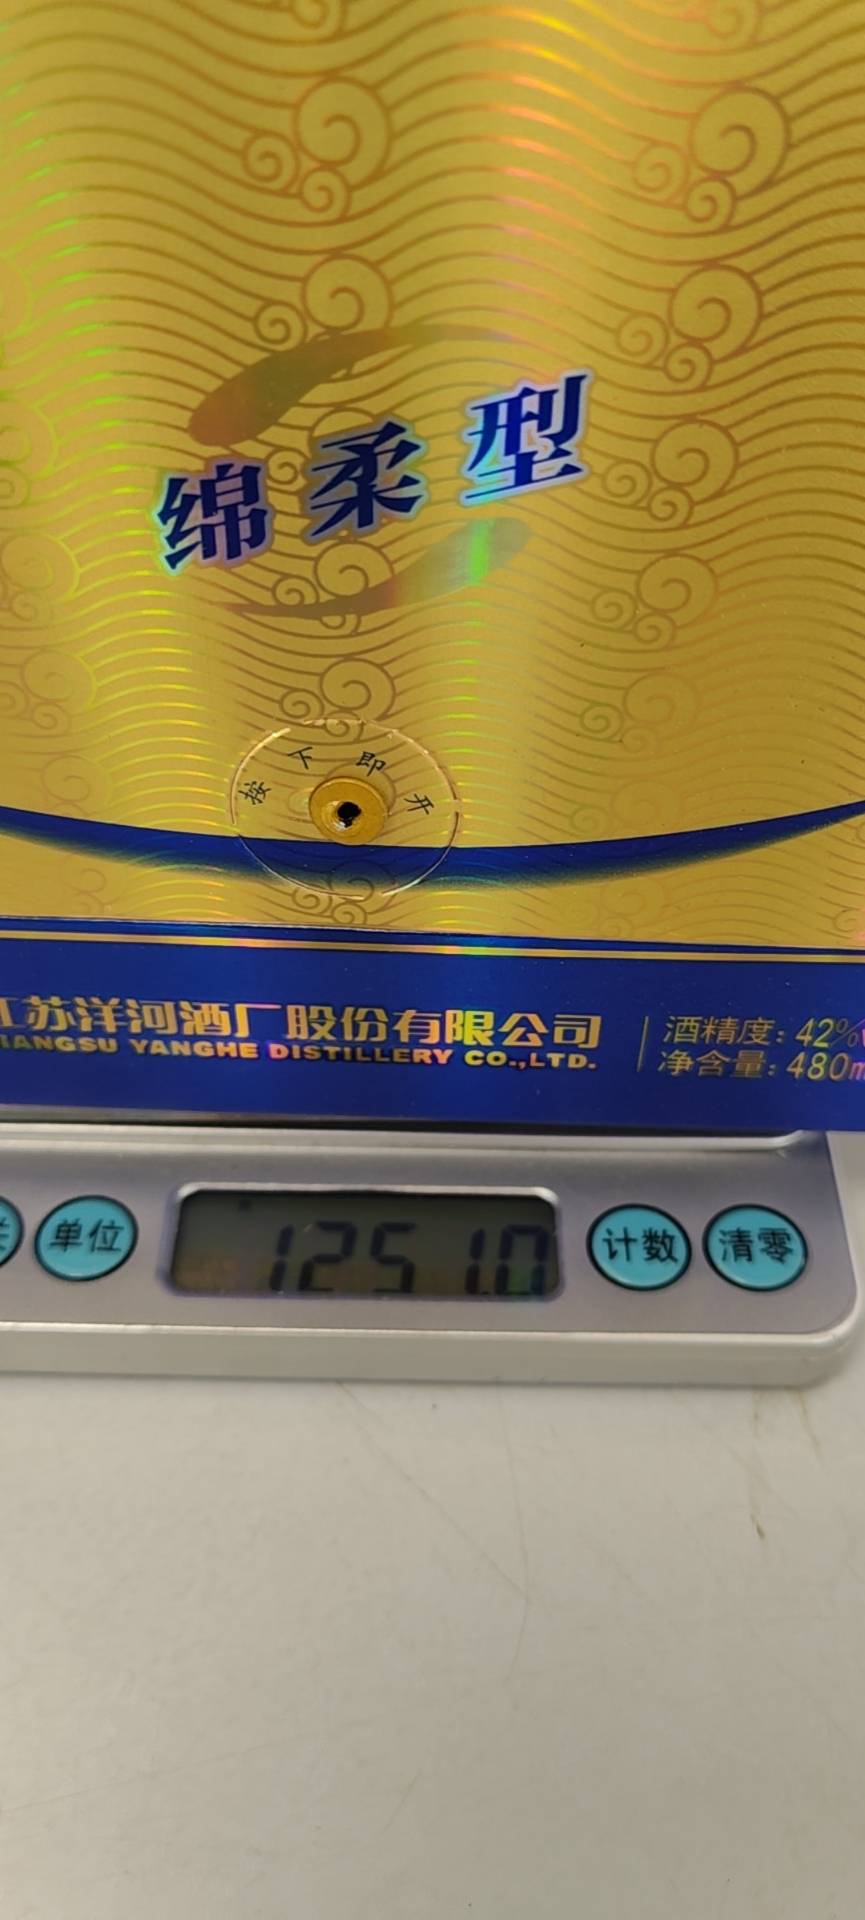 绵柔型
按下即开
江苏洋河酒厂股份有限公司
JIANGSU YANGHE DISTILLERY CO.,LTD.
酒精度：42%
净含量：480m
单位
1251.0
计数
清零